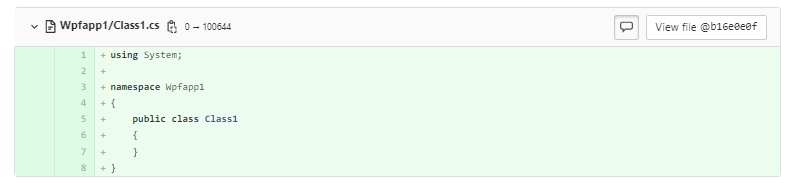 Wpfapp1/Class1.cs 0 → 100644 View file @b16e0e0f
1 + using System;
2 +
3 + namespace Wpfapp1
4 + {
5 +     public class Class1
6 +     {
7 +     }
8 + }